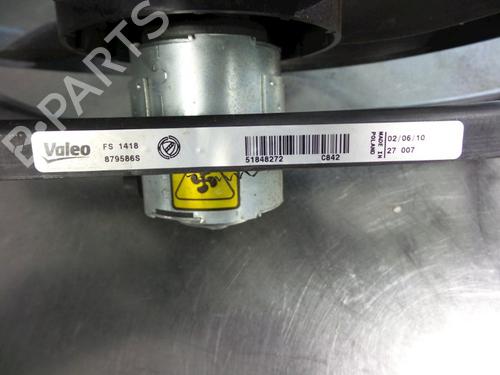 B-PARTS
Valeo
FS 1418
879586S
51848272
C842
MADE IN
POLAND
02/06/10
27 007